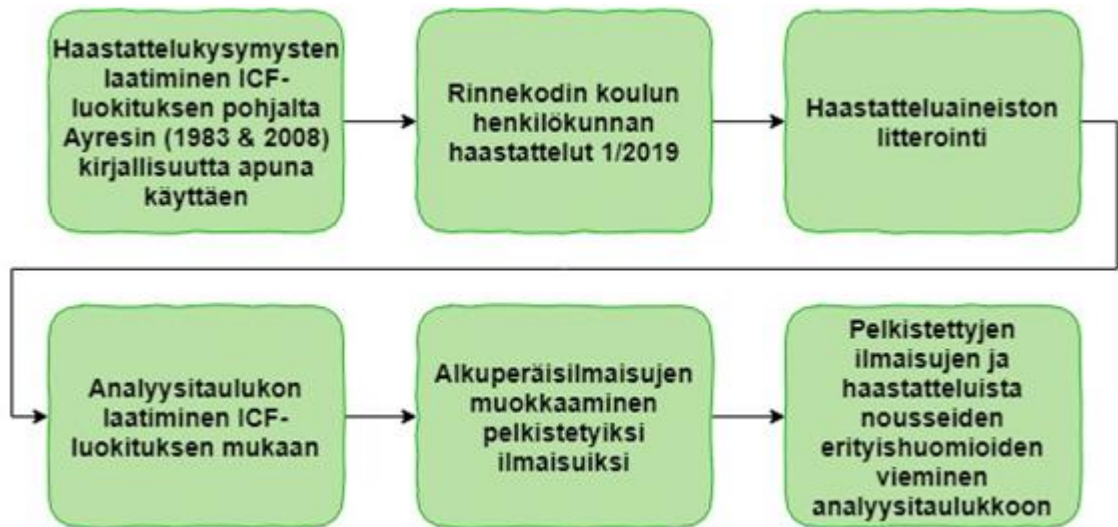 Haastattelukysymysten
laatiminen ICF-
luokituksen pohjalta
Ayresin (1983 & 2008)
kirjallisuutta apuna
käyttäen
Rinnekodin koulun
henkilökunnan
haastattelut 1/2019
Haastatteluaineiston
litterointi
Analyysitaulukon
laatiminen ICF-
luokituksen mukaan
Alkuperäisilmaisujen
muokkaaminen
pelkistetyiksi
ilmaisuiksi
Pelkistettyjen
ilmaisujen ja
haastatteluista
nousseiden
erityishuomioiden
vieminen
analyysitaulukkoon